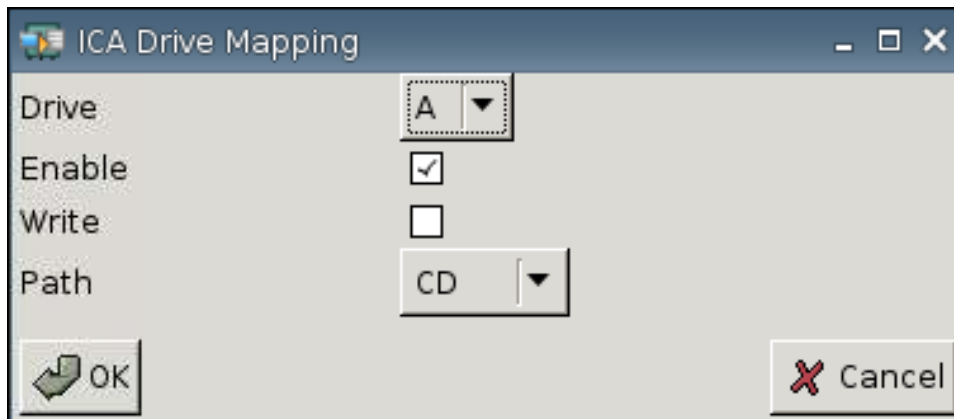 ICA Drive Mapping
Drive A
Enable
Write
Path CD
OK Cancel